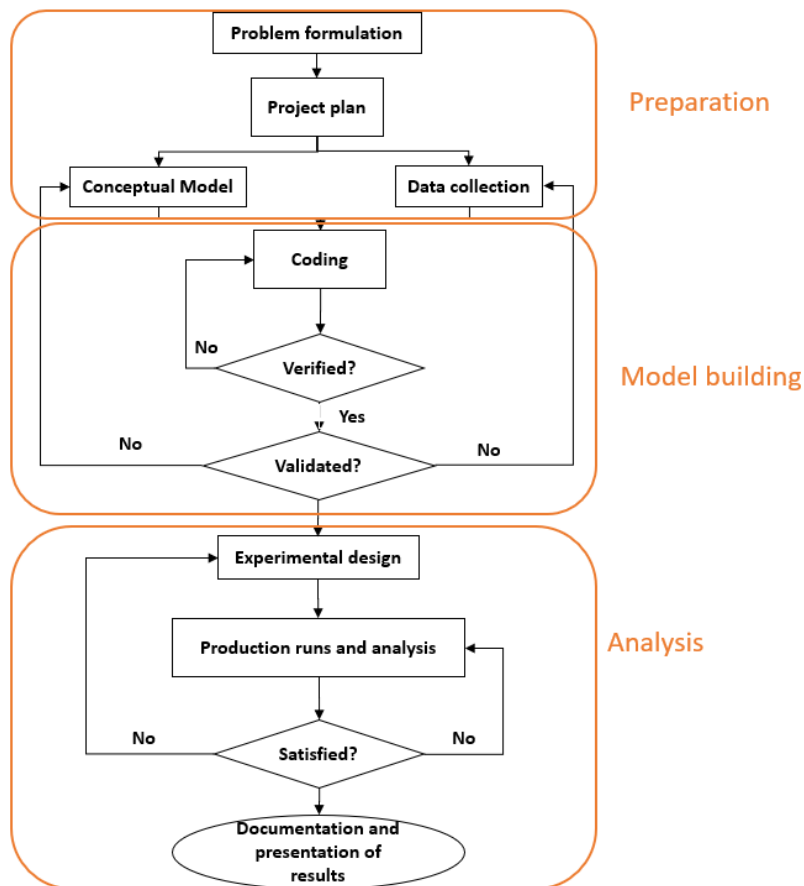 Problem formulation
Preparation
Project plan
Conceptual Model
Data collection
Coding
No
Verified?
Model building
Yes
No
No
Validated?
Experimental design
Production runs and analysis
Analysis
No
No
Satisfied?
Documentation and
presentation of
results